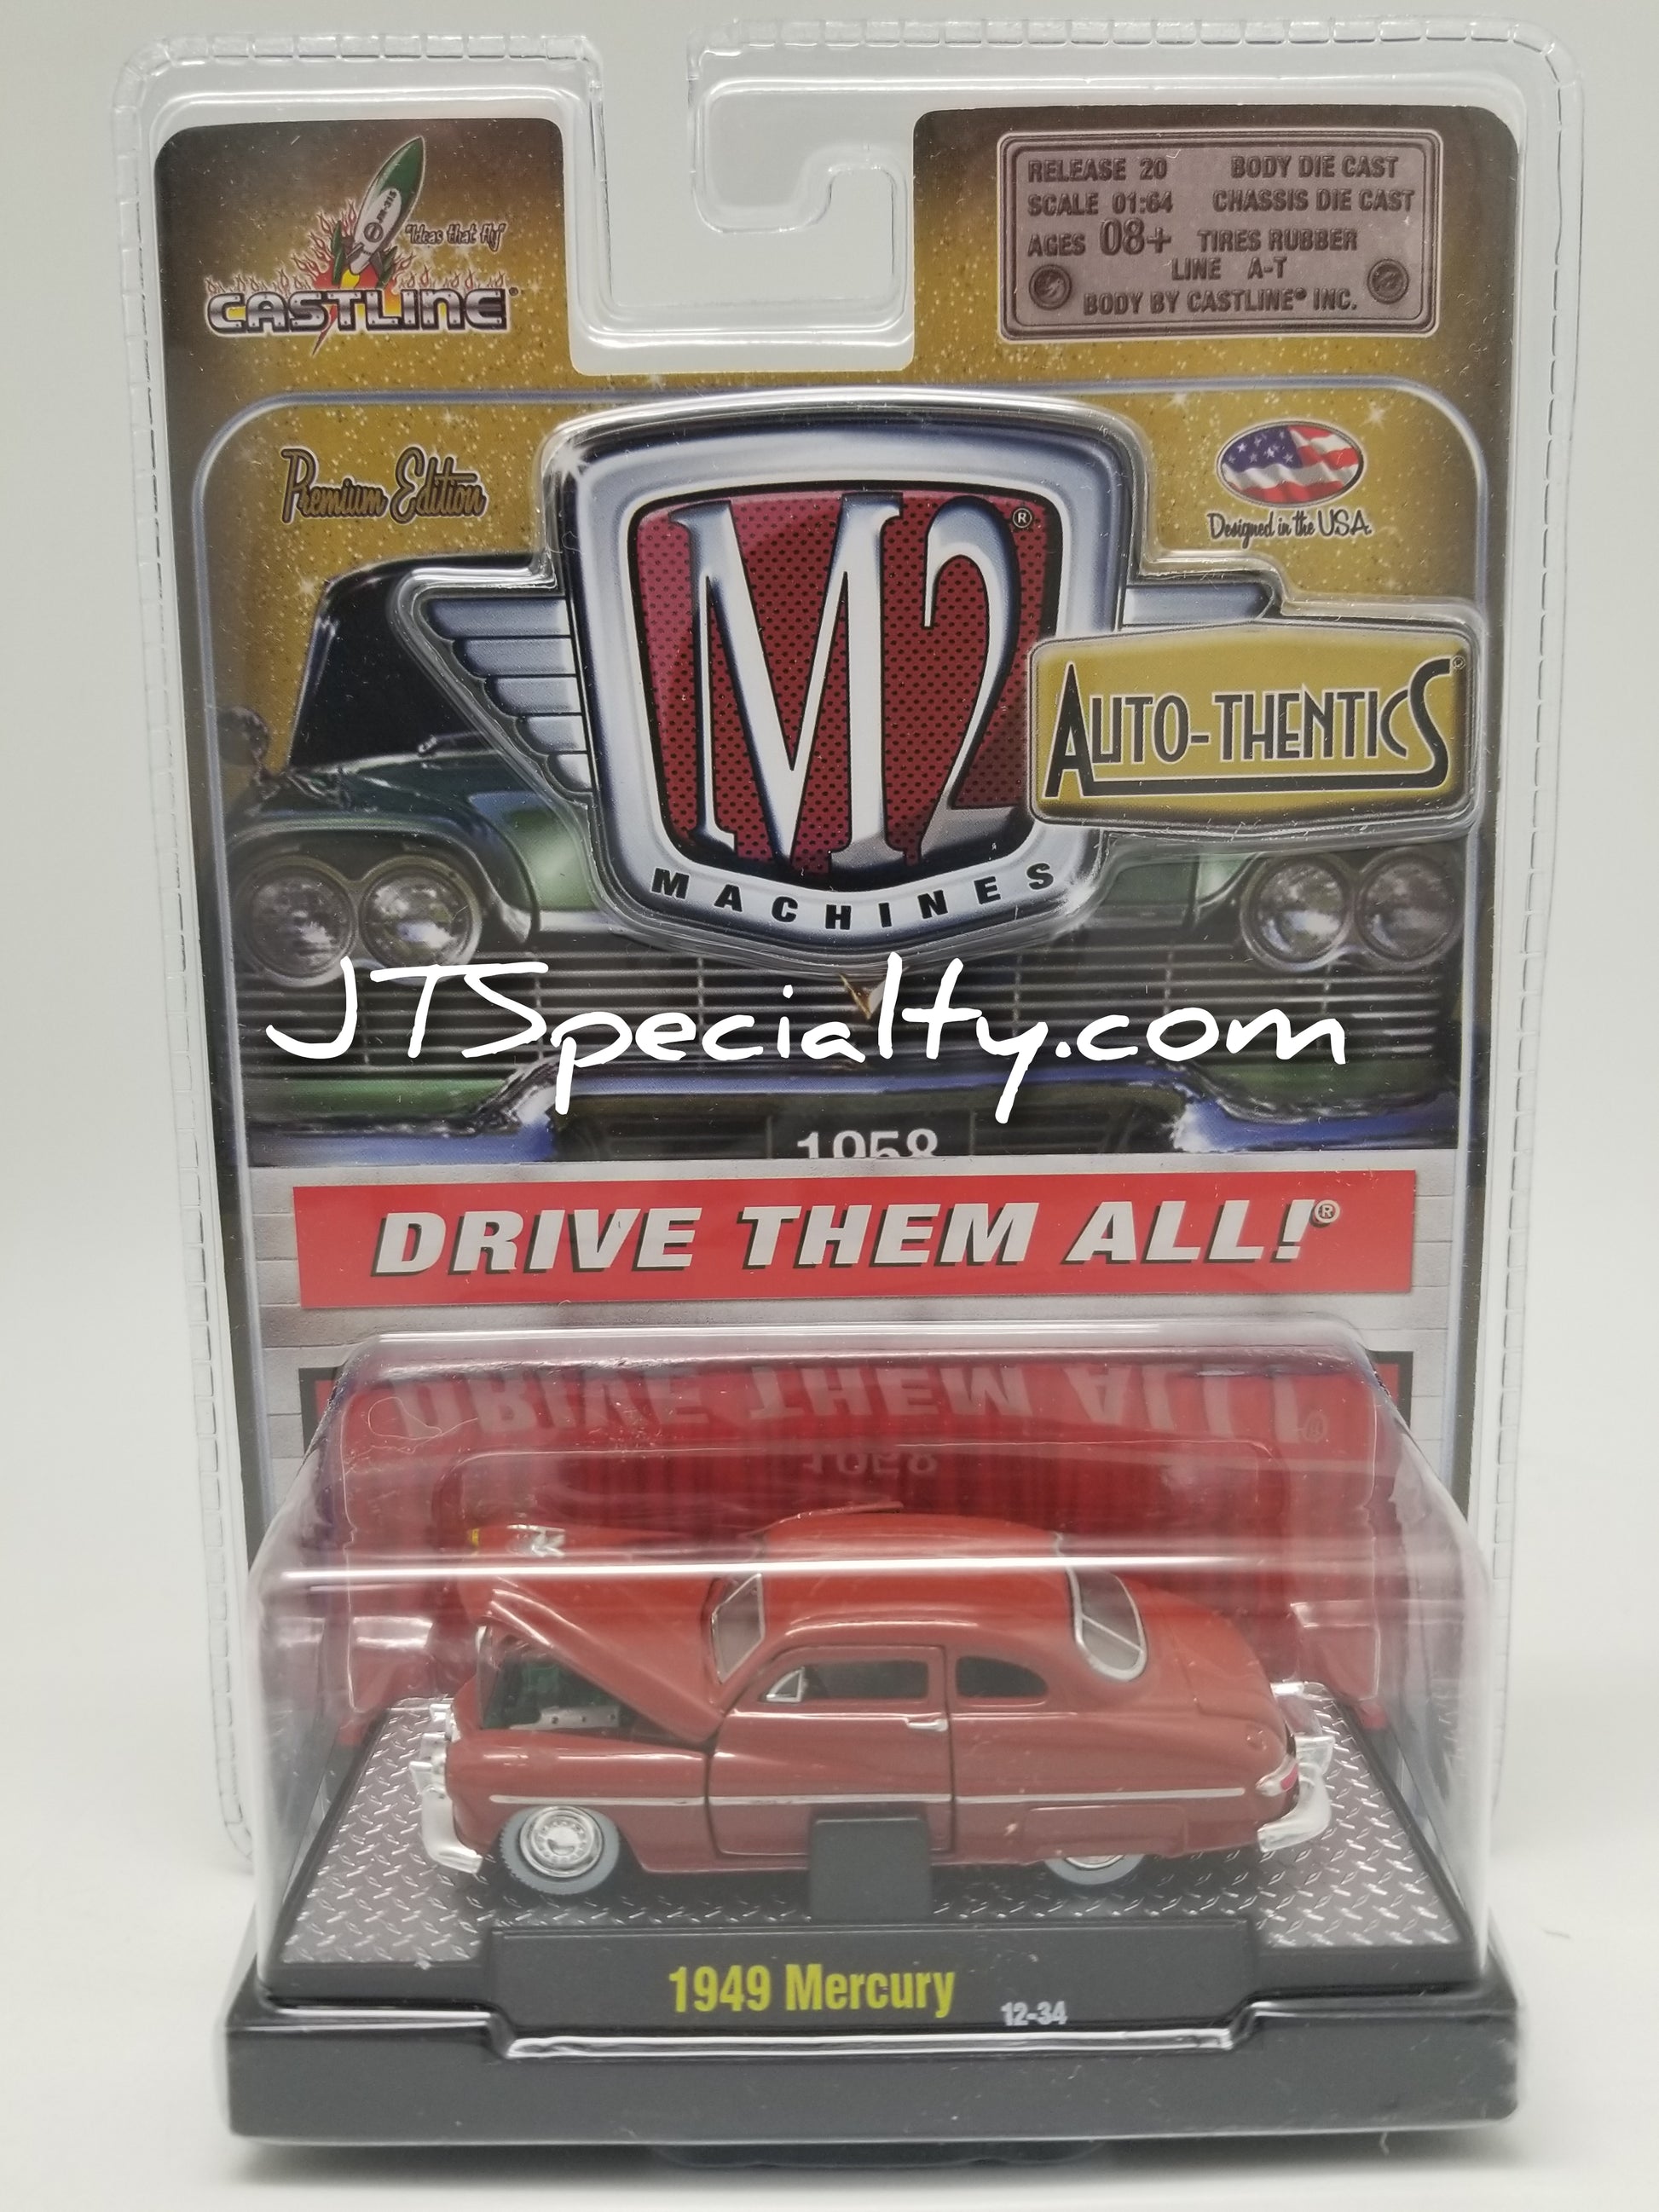 RELEASE 20 BODY DIE CAST
SCALE 01:64 CHASSIS DIE CAST
AGES 08+ TIRES RUBBER
LINE A-T
BODY BY CASTLINE® INC.
"Ideas that fly"
CASTLINE®
Premium Edition
Designed in the USA.
M2®
MACHINES
AUTO-THENTICS®
JTSpecialty.com
1958
DRIVE THEM ALL!®
1949 Mercury 12-34